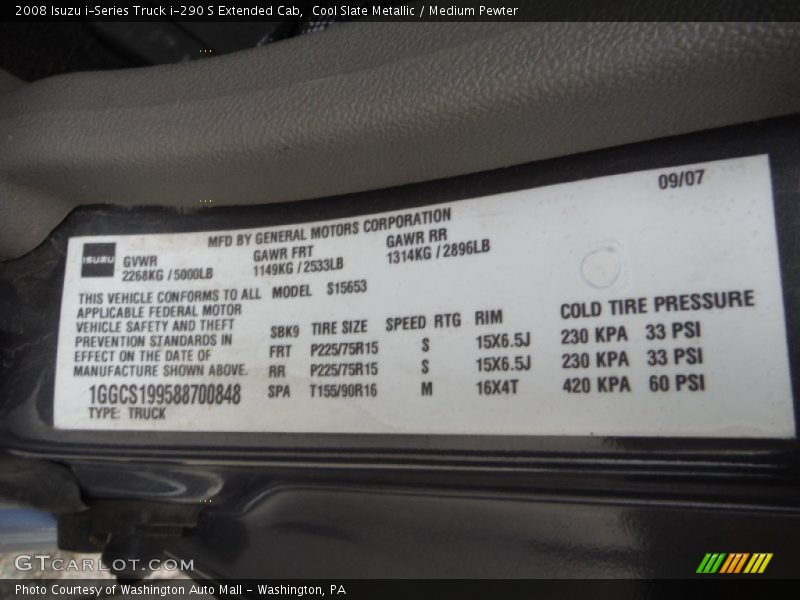 2008 Isuzu i-Series Truck i-290 S Extended Cab, Cool Slate Metallic / Medium Pewter
09/07
MFD BY GENERAL MOTORS CORPORATION
ISUZU
GVWR GAWR FRT GAWR RR
2268KG / 5000LB 1149KG / 2533LB 1314KG / 2896LB
THIS VEHICLE CONFORMS TO ALL MODEL S15653
APPLICABLE FEDERAL MOTOR
VEHICLE SAFETY AND THEFT
PREVENTION STANDARDS IN
EFFECT ON THE DATE OF
MANUFACTURE SHOWN ABOVE.
SBK9 TIRE SIZE SPEED RTG RIM COLD TIRE PRESSURE
FRT P225/75R15 S 15X6.5J 230 KPA 33 PSI
RR P225/75R15 S 15X6.5J 230 KPA 33 PSI
SPA T155/90R16 M 16X4T 420 KPA 60 PSI
1GGCS199588700848
TYPE: TRUCK
GTCARLOT.COM
Photo Courtesy of Washington Auto Mall - Washington, PA